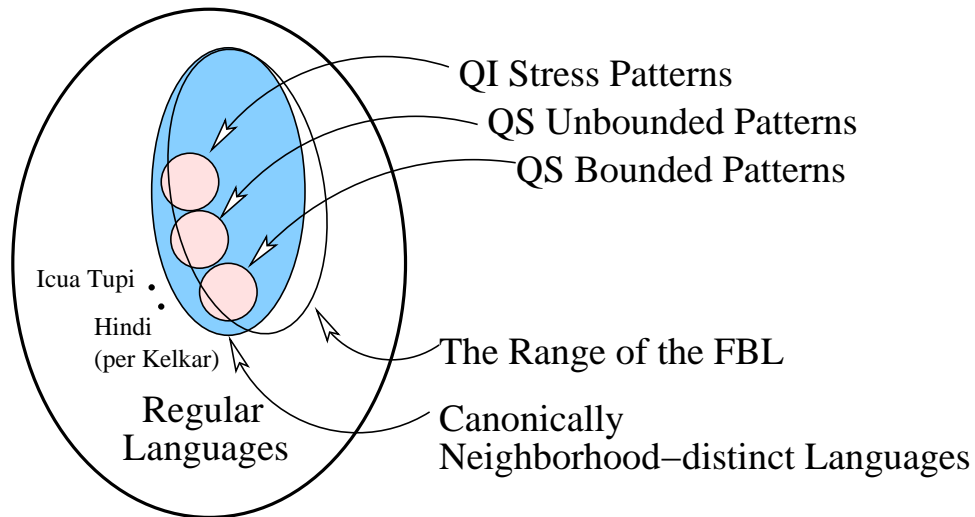 QI Stress Patterns
QS Unbounded Patterns
QS Bounded Patterns
Icua Tupi
Hindi
(per Kelkar)
The Range of the FBL
Regular
Languages
Canonically
Neighborhood−distinct Languages